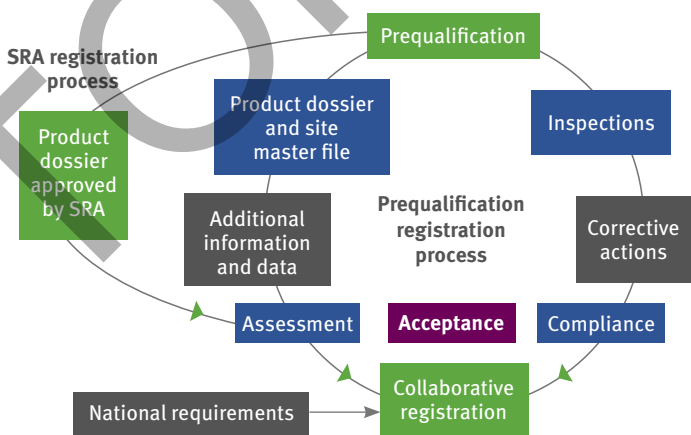 Prequalification
SRA registration
process
Product dossier
and site
master file
Inspections
Product
dossier
approved
by SRA
Additional
information
and data
Prequalification
registration
process
Corrective
actions
Assessment
Acceptance
Compliance
Collaborative
registration
National requirements